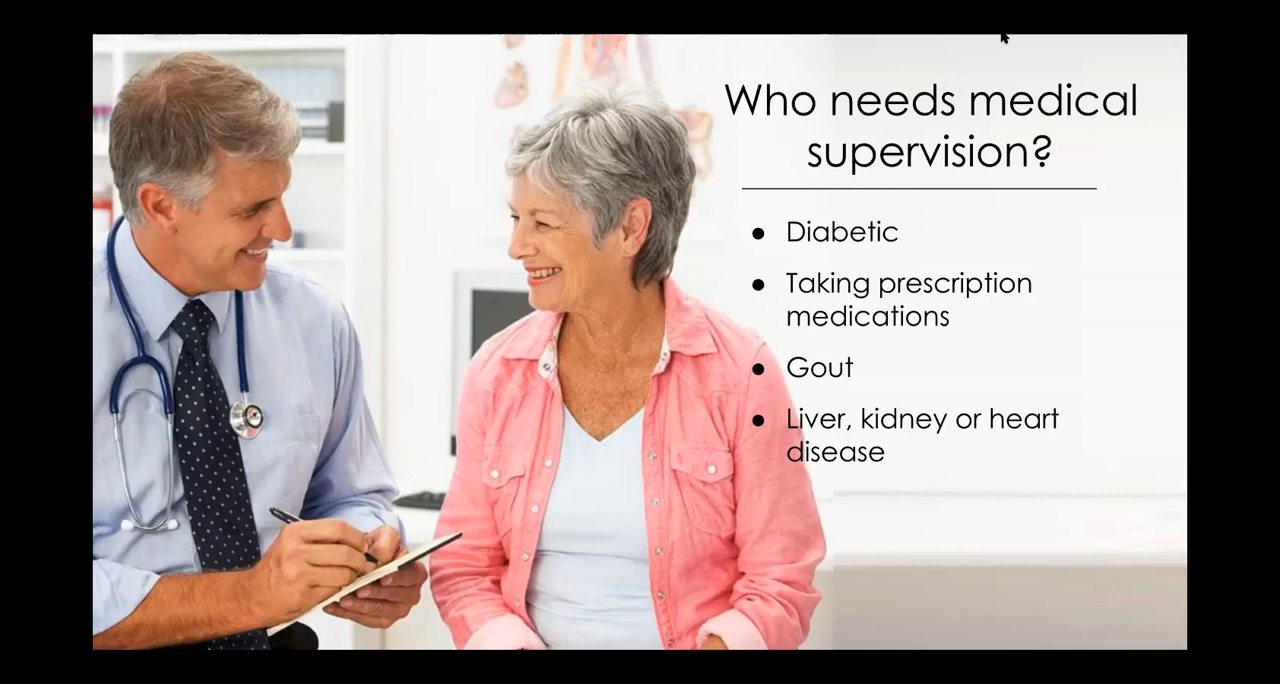 Who needs medical
supervision?
● Diabetic
● Taking prescription
medications
● Gout
● Liver, kidney or heart
disease